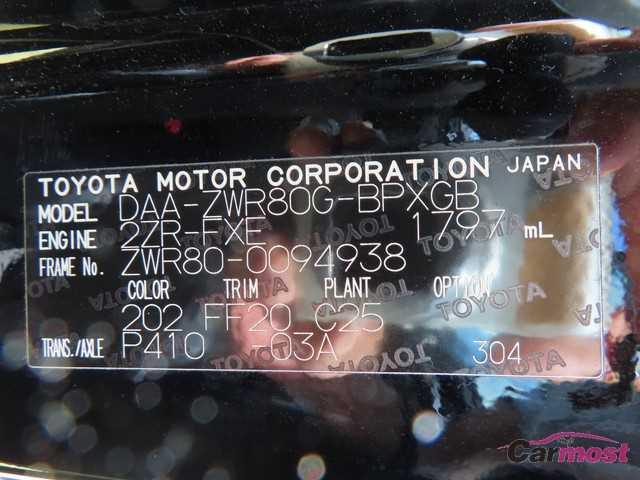 TOYOTA MOTOR CORPORATION JAPAN
MODEL DAA-ZWR80G-BPXGB
ENGINE 2ZR-FXE 1797 mL
FRAME No. ZWR80-0094938
COLOR TRIM PLANT OPTION
202 FF20 C25
TRANS./AXLE P410 -03A 304
Carmost